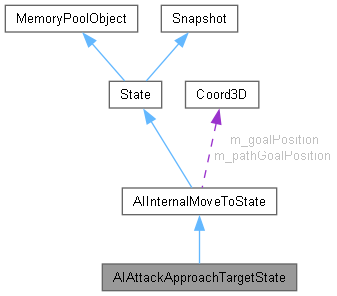 MemoryPoolObject
Snapshot
State
Coord3D
m_goalPosition
m_pathGoalPosition
AIInternalMoveToState
AIAttackApproachTargetState